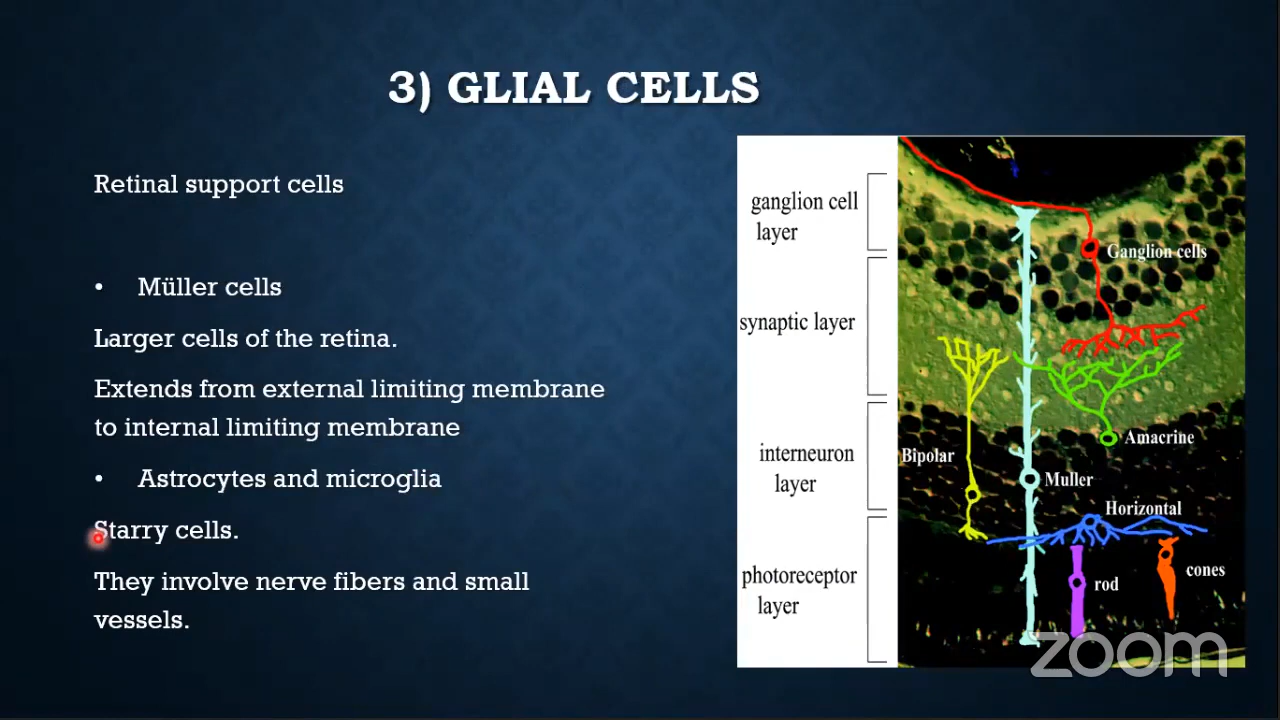 3) GLIAL CELLS
Retinal support cells
• Müller cells
Larger cells of the retina.
Extends from external limiting membrane
to internal limiting membrane
• Astrocytes and microglia
Starry cells.
They involve nerve fibers and small
vessels.
ganglion cell
layer
synaptic layer
interneuron
layer
photoreceptor
layer
Ganglion cells
Amacrine
Bipolar
Muller
Horizontal
rod
cones
zoom